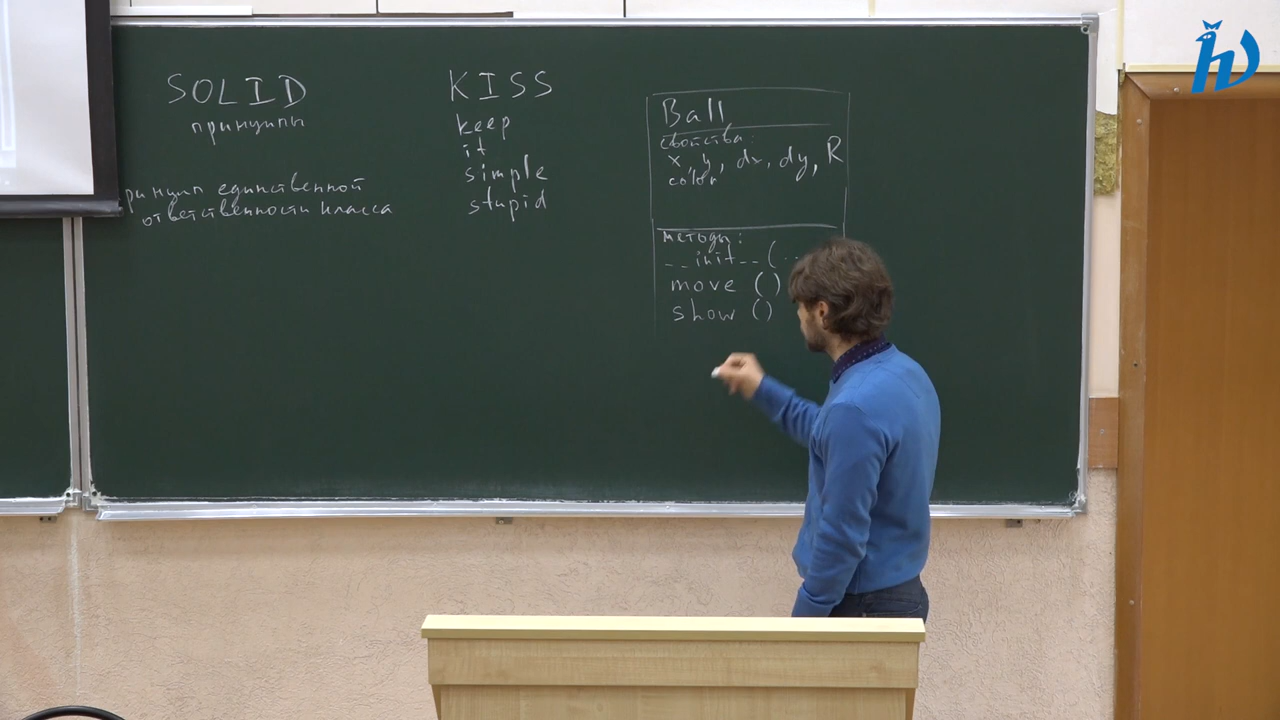 SOLID
принципы
ринцип единственной
ответственности класса
KISS
keep
it
simple
stupid
Ball
свойства:
x, y, dx, dy, R
color
методы:
__init__(..
move ()
show ()